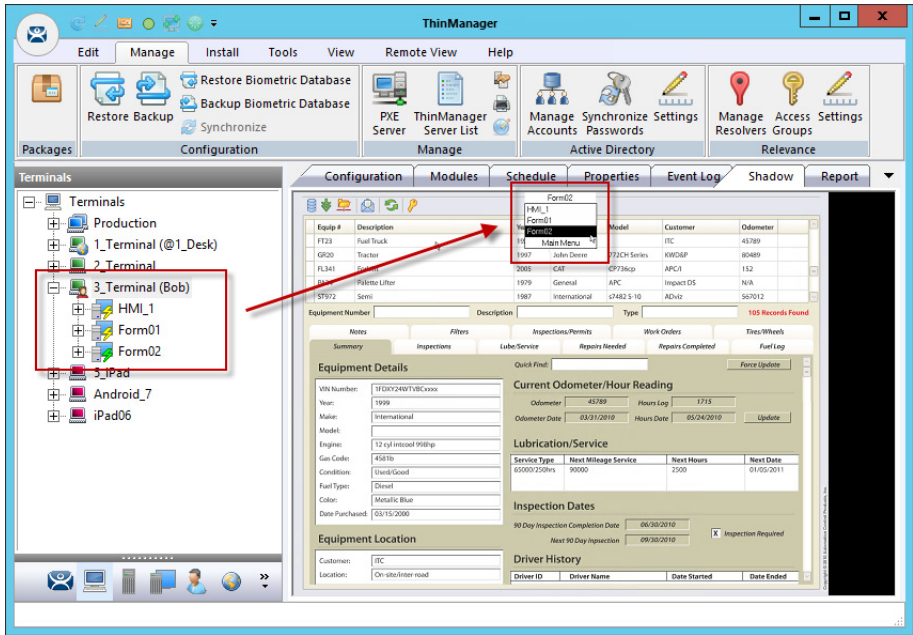 ThinManager
Edit Manage Install Tools View Remote View Help
Restore Backup
Restore Biometric Database
Backup Biometric Database
Synchronize
PXE Server
ThinManager Server List
Manage Accounts
Synchronize Passwords
Settings
Manage Resolvers
Access Groups
Settings
Packages Configuration Manage Active Directory Relevance
Terminals
Configuration Modules Schedule Properties Event Log Shadow Report
Terminals
Production
1_Terminal (@1_Desk)
2_Terminal
3_Terminal (Bob)
HMI_1
Form01
Form02
5_iPad
Android_7
iPad06
Form02
HMI_1
Form01
Form02
Main Menu
Equip # Description Model Customer Odometer
FT23 Fuel Truck ITC 45789
GR20 Tractor 1997 John Deere 772CH Series KWD&P 80489
FL341 2005 CAT CP736cp APC/I 152
Palette Lifter 1979 General APC Impact DS N/A
ST972 Semi 1987 International s7482 S-10 ADviz 567012
Equipment Number Description Type 105 Records Found
Notes Filters Inspections/Permits Work Orders Tires/Wheels
Summary Inspections Lube/Service Repairs Needed Repairs Completed Fuel Log
Equipment Details
VIN Number: 1FDXY24WTVBCxxxx
Year: 1999
Make: International
Model:
Engine: 12 cyl intcool 998hp
Gas Code: 4581b
Condition: Used/Good
Fuel Type: Diesel
Color: Metallic Blue
Date Purchased: 03/15/2000
Equipment Location
Customer: ITC
Location: On-site/inter-road
Quick Find: Force Update
Current Odometer/Hour Reading
Odometer 45789 Hours Log 1715
Odometer Date 03/31/2010 Hours Date 05/24/2010 Update
Lubrication/Service
Service Type Next Mileage Service Next Hours Next Date
65000/250hrs 90000 2500 01/05/2011
Inspection Dates
90 Day Inspection Completion Date 06/30/2010
Next 90 Day Inpsection 09/30/2010
X Inspection Required
Driver History
Driver ID Driver Name Date Started Date Ended